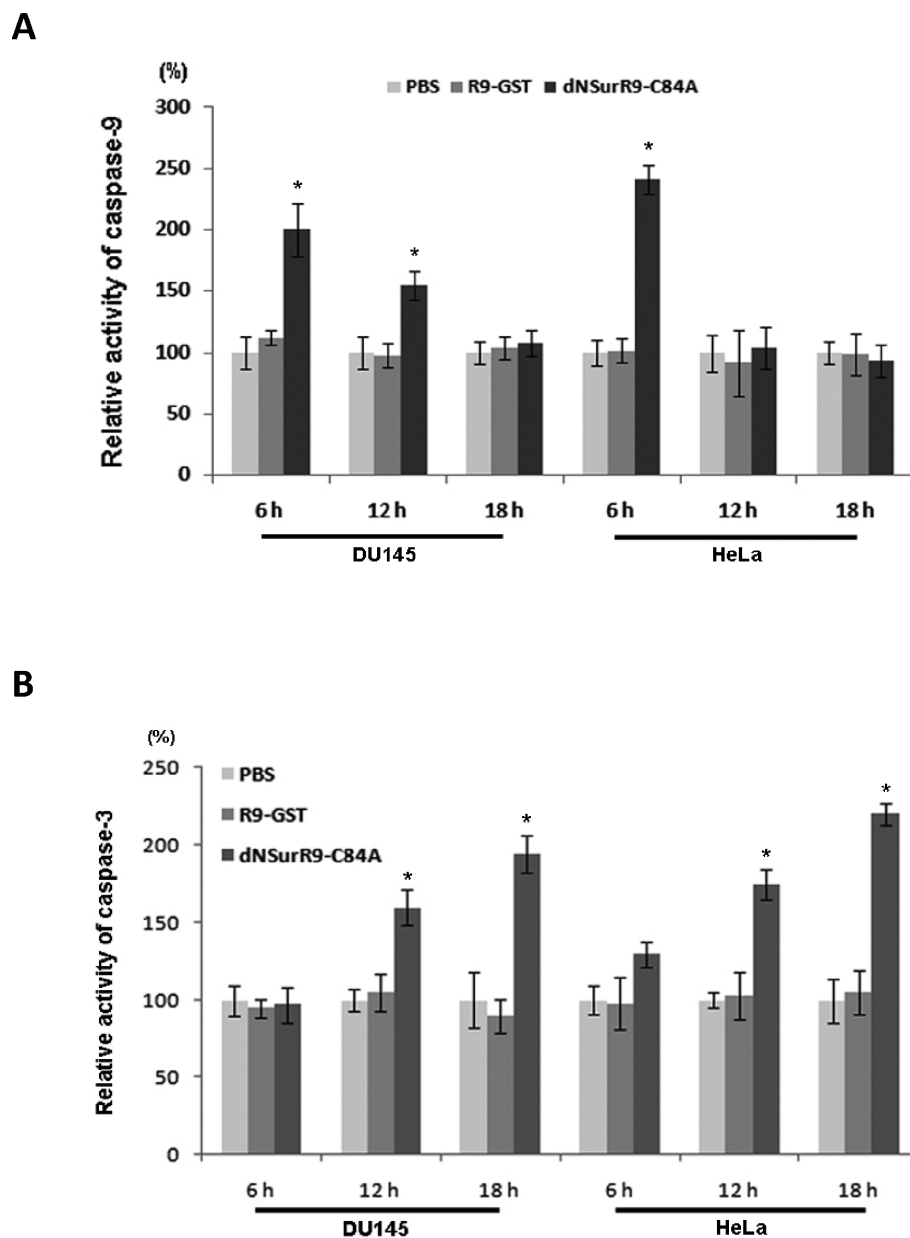 A
(%)
PBS R9-GST dNSurR9-C84A
Relative activity of caspase-9
300
250
200
150
100
50
0
* * *
6 h 12 h 18 h 6 h 12 h 18 h
DU145 HeLa
B
(%)
Relative activity of caspase-3
250
200
150
100
50
0
PBS
R9-GST
dNSurR9-C84A
* * * *
6 h 12 h 18 h 6 h 12 h 18 h
DU145 HeLa